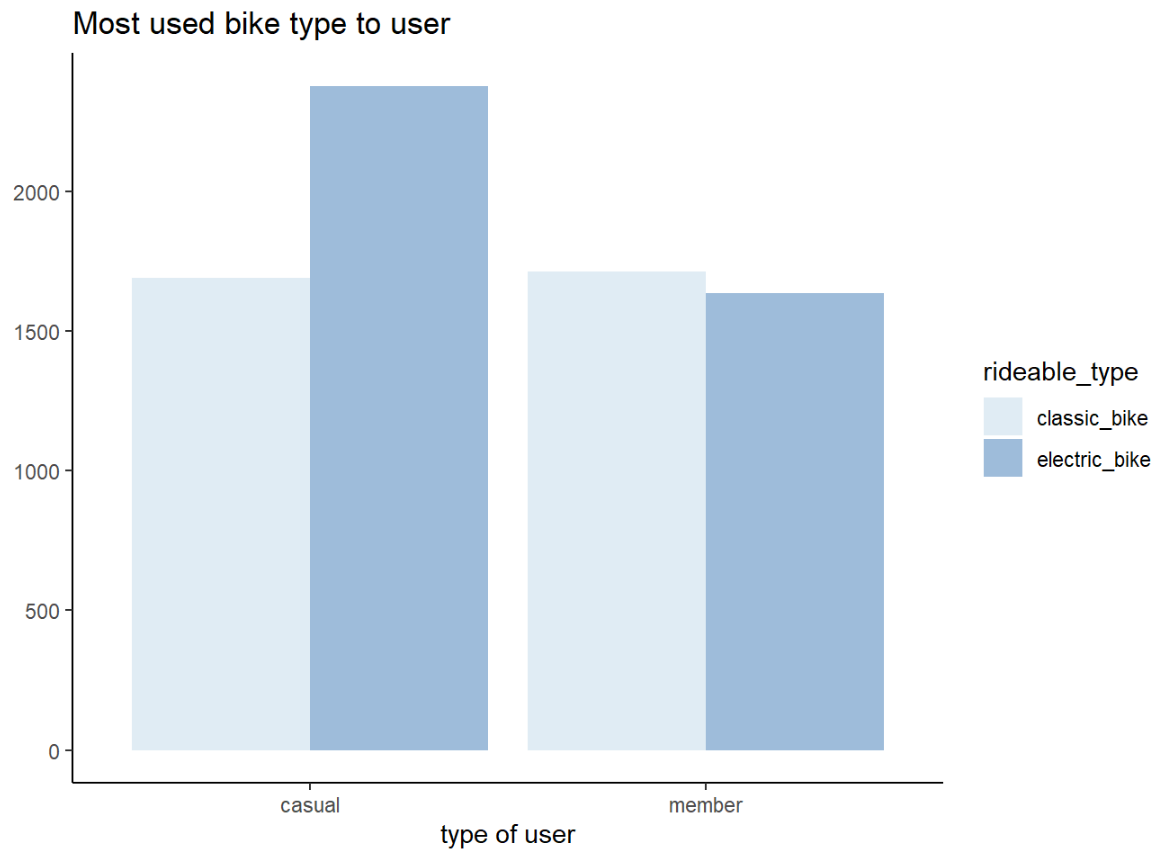 Most used bike type to user
2000
1500
1000
500
0
casual
member
type of user
rideable_type
classic_bike
electric_bike